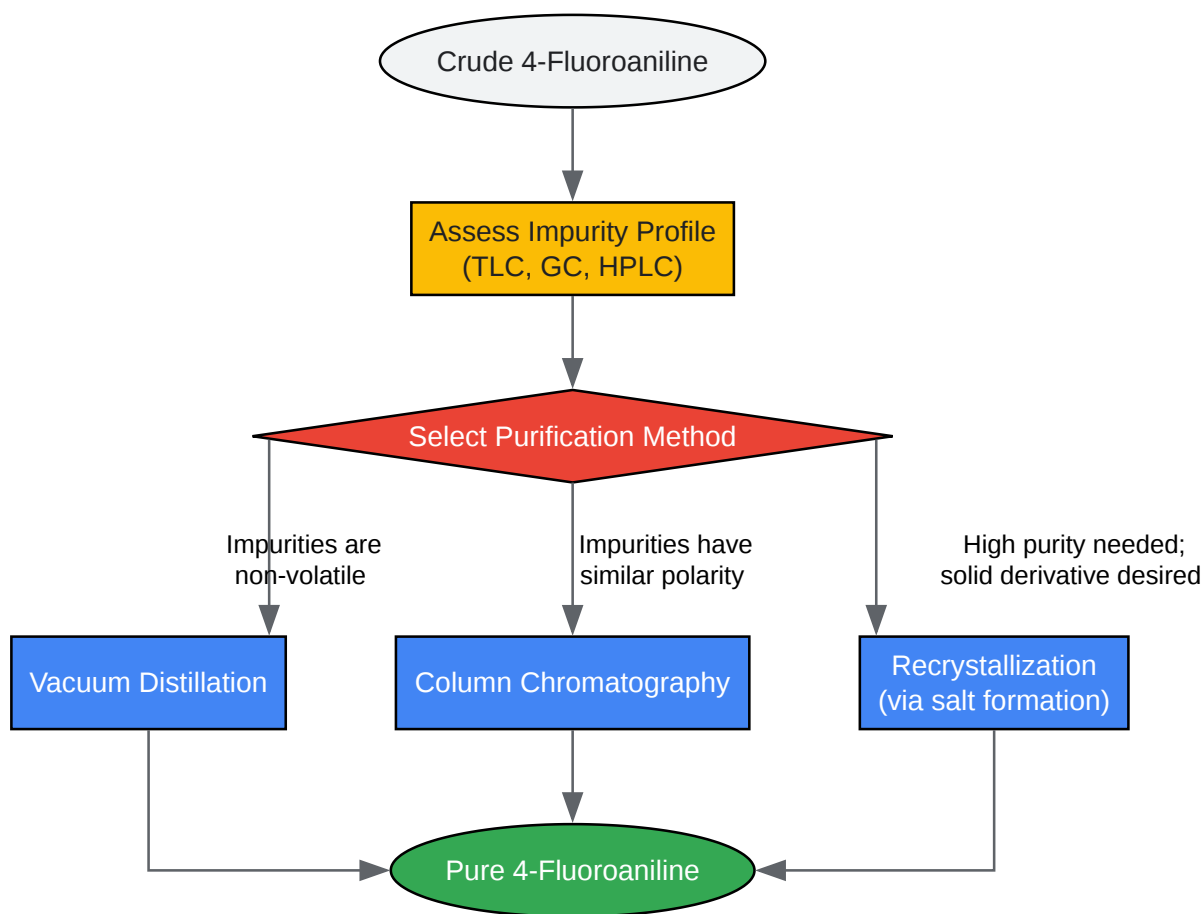 Crude 4-Fluoroaniline
Assess Impurity Profile
(TLC, GC, HPLC)
Select Purification Method
Impurities are
non-volatile
Impurities have
similar polarity
High purity needed;
solid derivative desired
Vacuum Distillation
Column Chromatography
Recrystallization
(via salt formation)
Pure 4-Fluoroaniline